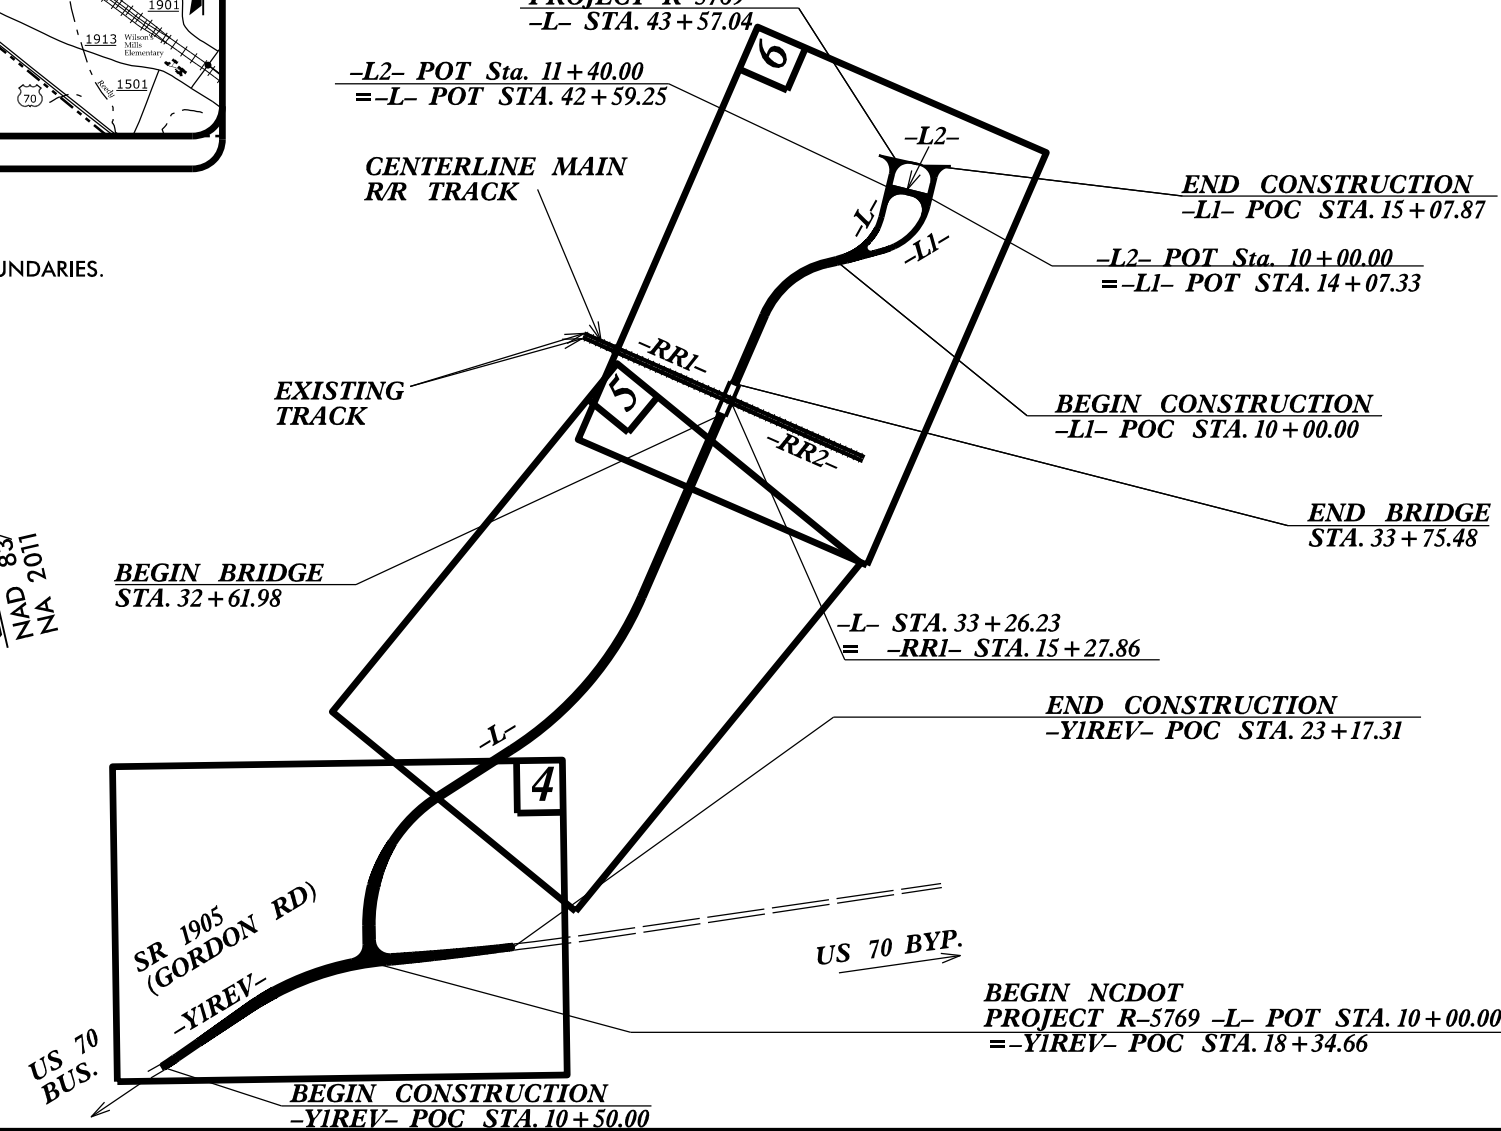 1901
1913
Wilson's
Mills
Elementary
1501
70
PROJECT R–5769
–L– STA. 43+57.04
–L2– POT Sta. 11+40.00
=–L– POT STA. 42+59.25
CENTERLINE MAIN
R/R TRACK
6
–L2–
–L–
–L1–
END CONSTRUCTION
–L1– POC STA. 15+07.87
–L2– POT Sta. 10+00.00
=–L1– POT STA. 14+07.33
UNDARIES.
–RR1–
EXISTING
TRACK
5
–RR2–
BEGIN CONSTRUCTION
–L1– POC STA. 10+00.00
END BRIDGE
STA. 33+75.48
NAD 83
NA 2011
BEGIN BRIDGE
STA. 32+61.98
–L– STA. 33+26.23
= –RR1– STA. 15+27.86
END CONSTRUCTION
–Y1REV– POC STA. 23+17.31
–L–
4
SR 1905
(GORDON RD)
–Y1REV–
US 70 BYP.
BEGIN NCDOT
PROJECT R–5769 –L– POT STA. 10+00.00
=–Y1REV– POC STA. 18+34.66
US 70
BUS.
BEGIN CONSTRUCTION
–Y1REV– POC STA. 10+50.00